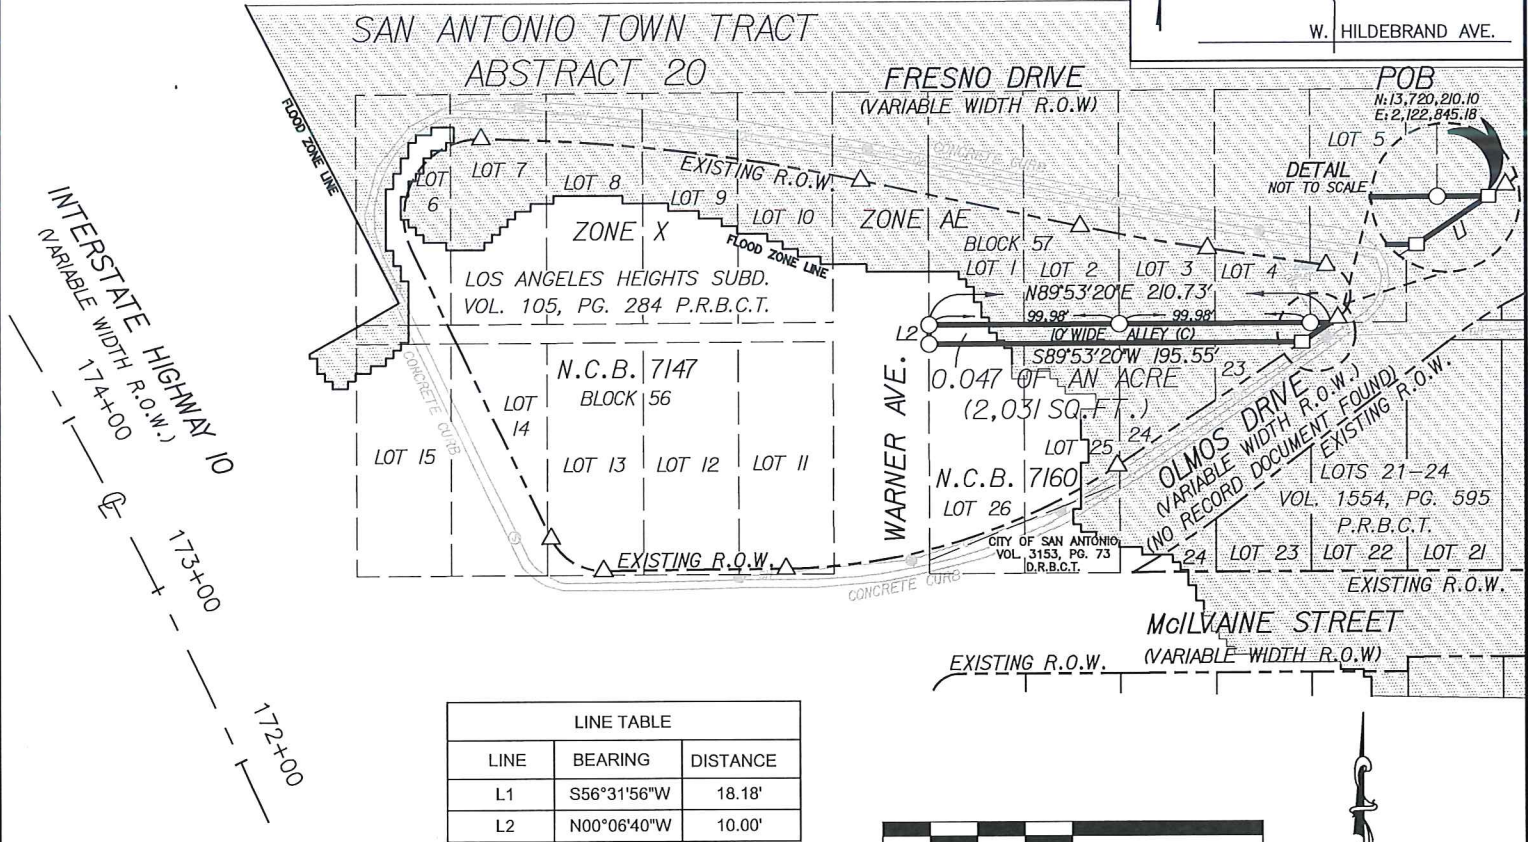 SAN ANTONIO TOWN TRACT
ABSTRACT 20
W. HILDEBRAND AVE.
FRESNO DRIVE
(VARIABLE WIDTH R.O.W)
POB
N:13,720,210.10
E:2,122,845.18
LOT 5
DETAIL
NOT TO SCALE
CONCRETE CURB
FLOOD ZONE LINE
LOT 6
LOT 7
LOT 8
LOT 9
LOT 10
EXISTING R.O.W.
ZONE X
ZONE AE
FLOOD ZONE LINE
BLOCK 57
LOT 1
LOT 2
LOT 3
LOT 4
LOS ANGELES HEIGHTS SUBD.
VOL. 105, PG. 284 P.R.B.C.T.
N89°53'20"E 210.73'
99.98'
99.98'
L2
10' WIDE ALLEY (C)
S89°53'20"W 195.55'
0.047 OF AN ACRE
(2,031 SQ.FT.)
INTERSTATE HIGHWAY 10
(VARIABLE WIDTH R.O.W.)
174+00
173+00
172+00
CONCRETE CURB
N.C.B. 7147
BLOCK 56
LOT 14
LOT 15
LOT 13
LOT 12
LOT 11
WARNER AVE.
23
24
LOT 25
N.C.B. 7160
LOT 26
OLMOS DRIVE
(VARIABLE WIDTH R.O.W.)
(NO RECORD DOCUMENT FOUND)
EXISTING R.O.W.
LOTS 21-24
VOL. 1554, PG. 595
P.R.B.C.T.
CITY OF SAN ANTONIO
VOL. 3153, PG. 73
D.R.B.C.T.
24
LOT 23
LOT 22
LOT 21
EXISTING R.O.W.
CONCRETE CURB
EXISTING R.O.W.
McILVAINE STREET
(VARIABLE WIDTH R.O.W)
EXISTING R.O.W.
LINE TABLE
LINE BEARING DISTANCE
L1 S56°31'56"W 18.18'
L2 N00°06'40"W 10.00'